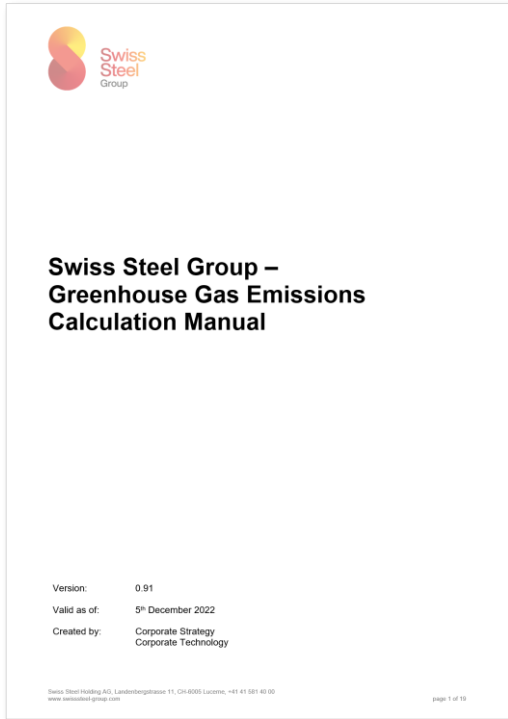 Swiss
Steel
Group
Swiss Steel Group –
Greenhouse Gas Emissions
Calculation Manual
Version: 0.91
Valid as of: 5th December 2022
Created by: Corporate Strategy
Corporate Technology
Swiss Steel Holding AG, Landenbergstrasse 11, CH-6005 Lucerne, +41 41 581 40 00
www.swisssteel-group.com page 1 of 19